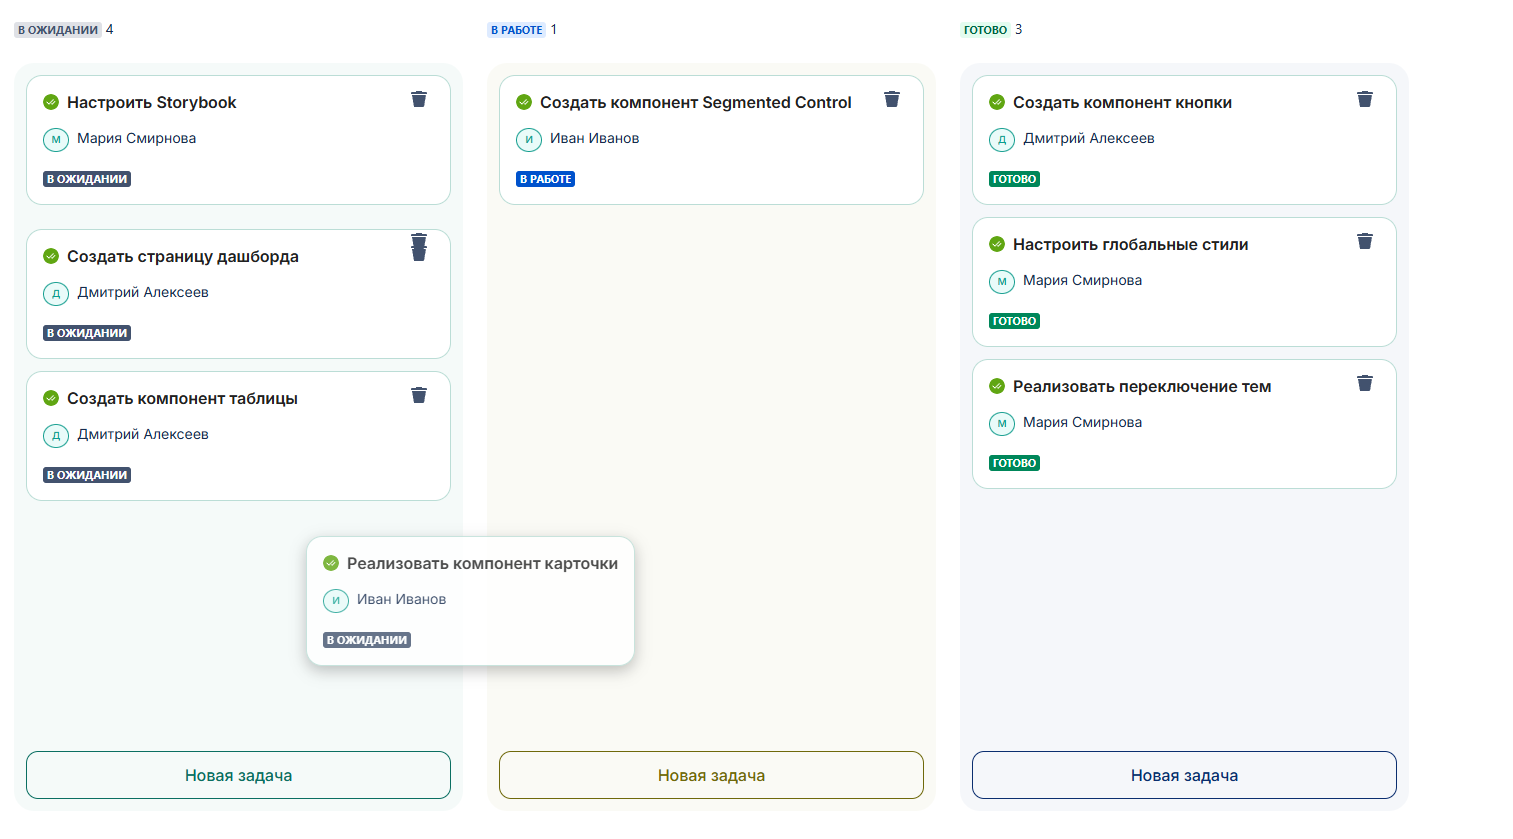 В ОЖИДАНИИ 4
Настроить Storybook
М Мария Смирнова
В ОЖИДАНИИ
Создать страницу дашборда
Д Дмитрий Алексеев
В ОЖИДАНИИ
Создать компонент таблицы
Д Дмитрий Алексеев
В ОЖИДАНИИ
Реализовать компонент карточки
И Иван Иванов
В ОЖИДАНИИ
Новая задача
В РАБОТЕ 1
Создать компонент Segmented Control
И Иван Иванов
В РАБОТЕ
Новая задача
ГОТОВО 3
Создать компонент кнопки
Д Дмитрий Алексеев
ГОТОВО
Настроить глобальные стили
М Мария Смирнова
ГОТОВО
Реализовать переключение тем
М Мария Смирнова
ГОТОВО
Новая задача